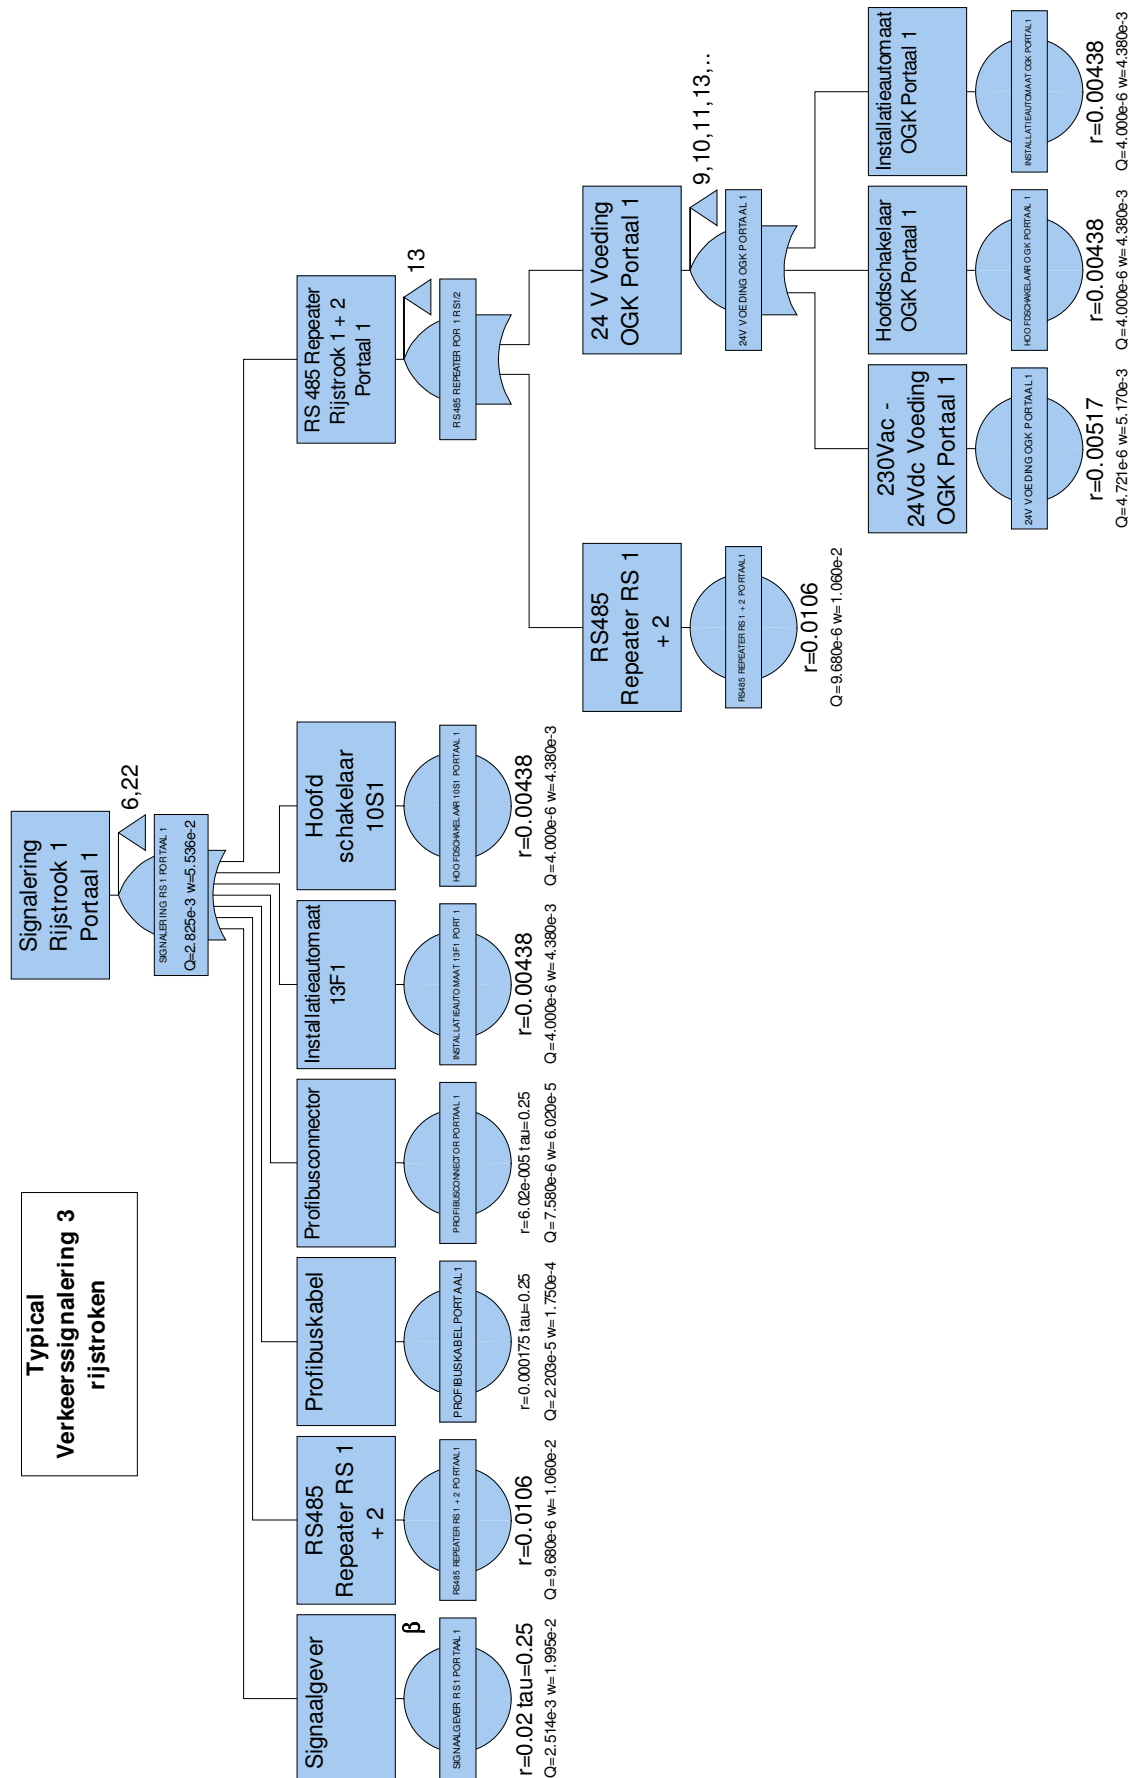 Typical
Verkeerssignalering 3
rijstroken
Signalering
Rijstrook 1
Portaal 1
6,22
SIGNALERING RS 1 PORTAAL 1
Q=2.825e-3 w=5.536e-2
Signaalgever
β
SIGNAALGEVER RS1 PORTAAL 1
r=0.02 tau=0.25
Q=2.514e-3 w=1.995e-2
RS485
Repeater RS 1
+ 2
RS485 REPEATER RS 1 + 2 PORTAAL1
r=0.0106
Q=9.680e-6 w=1.060e-2
Profibuskabel
PROFIBUSKABEL PORTAAL1
r=0.000175 tau=0.25
Q=2.203e-5 w=1.750e-4
Profibusconnector
PROFIBUSCONNECTOR PORTAAL 1
r=6.02e-005 tau=0.25
Q=7.580e-6 w=6.020e-5
Installatieautomaat
13F1
INSTALLATIEAUTOMAAT 13F1 PORT 1
r=0.00438
Q=4.000e-6 w=4.380e-3
Hoofd
schakelaar
10S1
HOOFDSCHAKELAAR 10S1 PORTAAL 1
r=0.00438
Q=4.000e-6 w=4.380e-3
RS 485 Repeater
Rijstrook 1 + 2
Portaal 1
13
RS485 REPEATER POR 1 RS1/2
RS485
Repeater RS 1
+ 2
RS485 REPEATER RS 1 + 2 PORTAAL1
r=0.0106
Q=9.680e-6 w=1.060e-2
24 V Voeding
OGK Portaal 1
9,10,11,13,..
24V VOEDING OGK PORTAAL 1
230Vac -
24Vdc Voeding
OGK Portaal 1
24V VOEDING OGK PORTAAL 1
r=0.00517
Q=4.721e-6 w=5.170e-3
Hoofdschakelaar
OGK Portaal 1
HOOFDSCHAKELAAR OGK PORTAAL 1
r=0.00438
Q=4.000e-6 w=4.380e-3
Installatieautomaat
OGK Portaal 1
INSTALLATIEAUTOMAAT OGK PORTAL 1
r=0.00438
Q=4.000e-6 w=4.380e-3